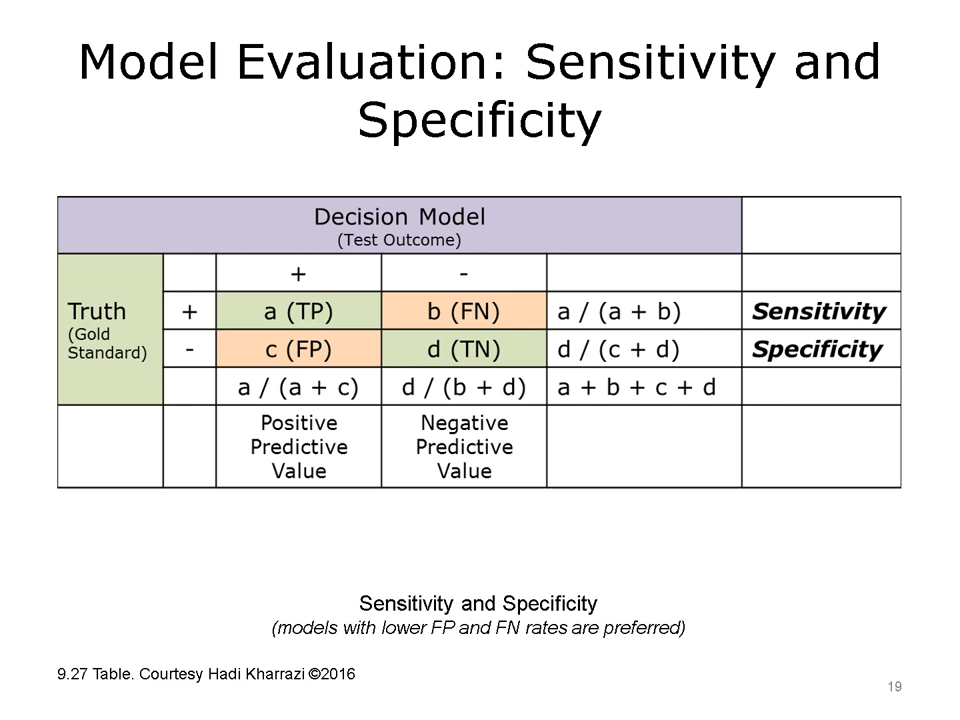 Model Evaluation: Sensitivity and
Specificity
Decision Model
(Test Outcome)
+ -
Truth
(Gold
Standard)
+ a (TP) b (FN) a / (a + b) Sensitivity
- c (FP) d (TN) d / (c + d) Specificity
a / (a + c) d / (b + d) a + b + c + d
Positive
Predictive
Value
Negative
Predictive
Value
Sensitivity and Specificity
(models with lower FP and FN rates are preferred)
9.27 Table. Courtesy Hadi Kharrazi ©2016
19